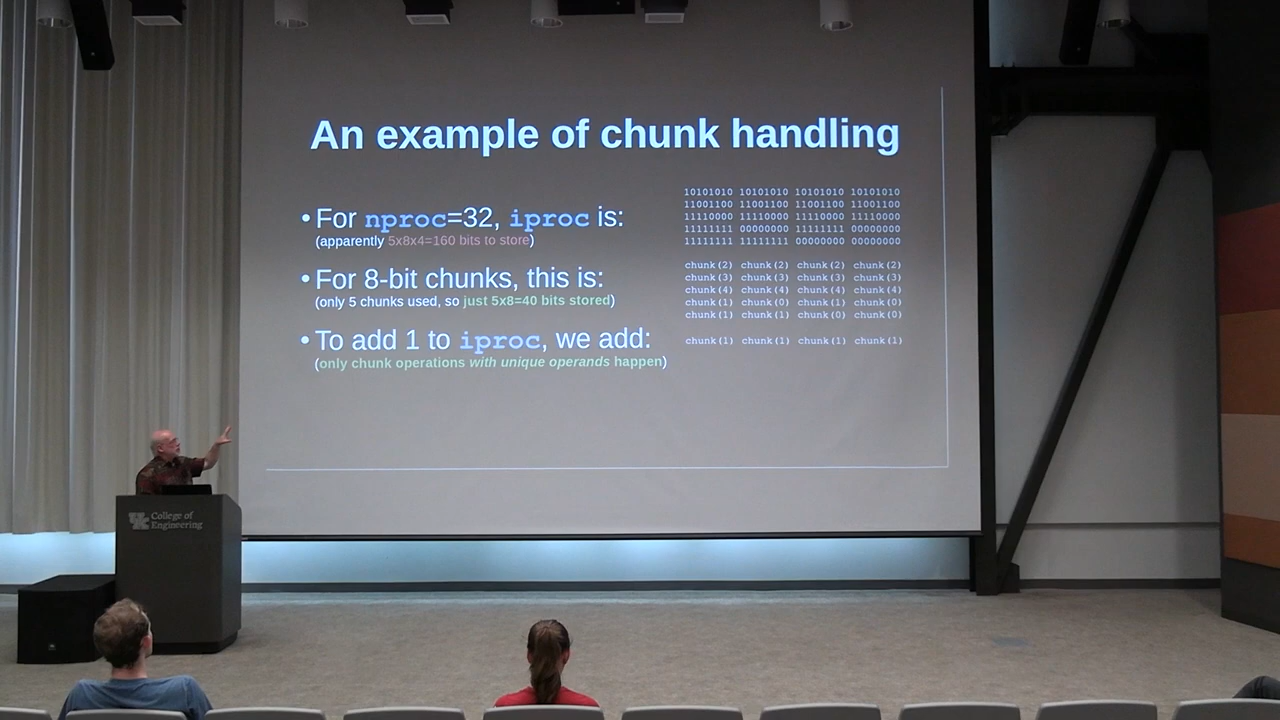 An example of chunk handling
• For nproc=32, iproc is:
(apparently 5x8x4=160 bits to store)
10101010 10101010 10101010 10101010
11001100 11001100 11001100 11001100
11110000 11110000 11110000 11110000
11111111 00000000 11111111 00000000
11111111 11111111 00000000 00000000
• For 8-bit chunks, this is:
(only 5 chunks used, so just 5x8=40 bits stored)
chunk(2) chunk(2) chunk(2) chunk(2)
chunk(3) chunk(3) chunk(3) chunk(3)
chunk(4) chunk(4) chunk(4) chunk(4)
chunk(1) chunk(0) chunk(1) chunk(0)
chunk(1) chunk(1) chunk(0) chunk(0)
• To add 1 to iproc, we add:
(only chunk operations with unique operands happen)
chunk(1) chunk(1) chunk(1) chunk(1)
UK College of
Engineering